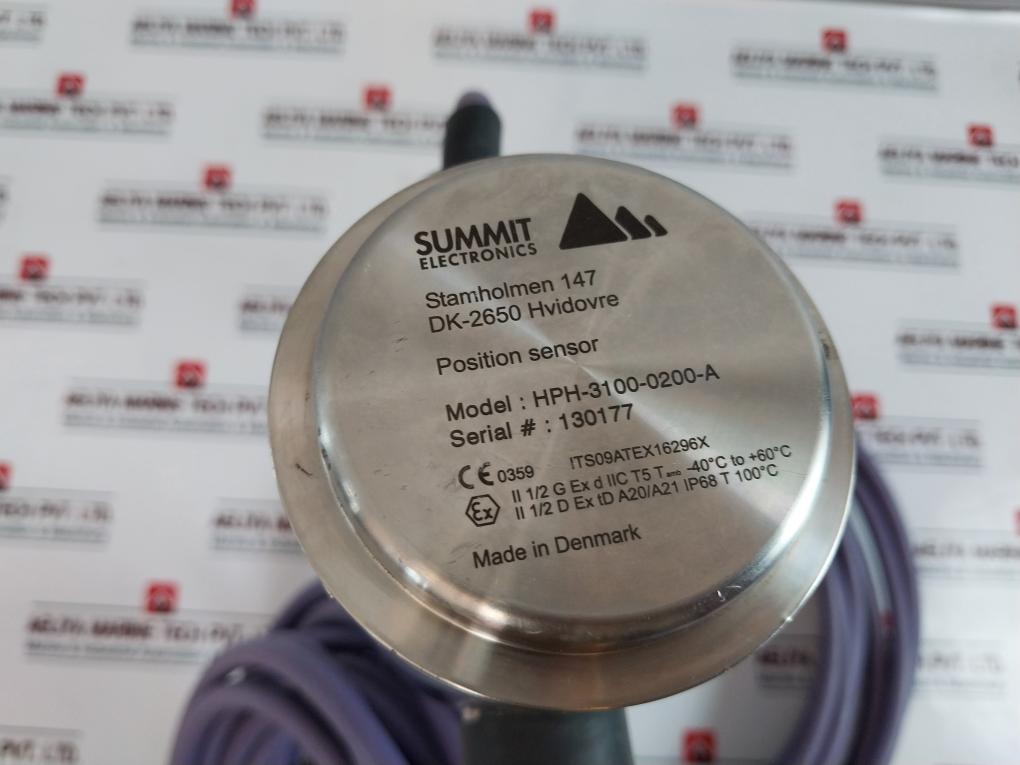 SUMMIT
ELECTRONICS
Stamholmen 147
DK-2650 Hvidovre
Position sensor
Model : HPH-3100-0200-A
Serial # : 130177
CE 0359 ITS09ATEX16296X
Ex II 1/2 G Ex d IIC T5 Tamb -40°C to +60°C
II 1/2 D Ex tD A20/A21 IP68 T 100°C
Made in Denmark